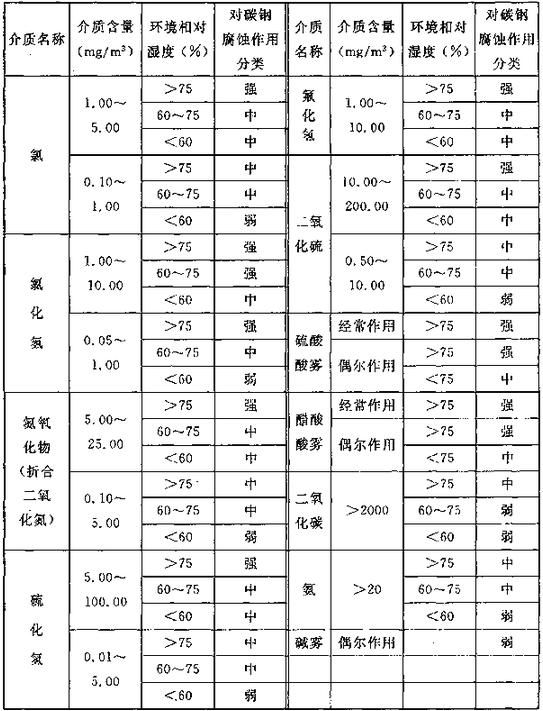 介质名称 介质含量(mg/m³) 环境相对湿度(%) 对碳钢腐蚀作用分类
氯 1.00~5.00 >75 强
60~75 中
<60 中
0.10~1.00 >75 中
60~75 中
<60 弱
氯化氢 1.00~10.00 >75 强
60~75 强
<60 中
0.05~1.00 >75 强
60~75 中
<60 弱
氮氧化物(折合二氧化氮) 5.00~25.00 >75 强
60~75 中
<60 中
0.10~5.00 >75 中
60~75 中
<60 弱
硫化氢 5.00~100.00 >75 强
60~75 中
<60 中
0.01~5.00 >75 中
60~75 中
<60 弱
介质名称 介质含量(mg/m³) 环境相对湿度(%) 对碳钢腐蚀作用分类
氟化氢 1.00~10.00 >75 强
60~75 中
<60 中
二氧化硫 10.00~200.00 >75 强
60~75 中
<60 中
0.50~10.00 >75 中
60~75 中
<60 弱
硫酸酸雾 经常作用 >75 强
偶尔作用 >75 强
<75 中
醋酸酸雾 经常作用 >75 强
偶尔作用 >75 强
<75 中
二氧化碳 >2000 >75 中
60~75 弱
<60 弱
氨 >20 >75 中
60~75 中
<60 弱
碱雾 偶尔作用 弱